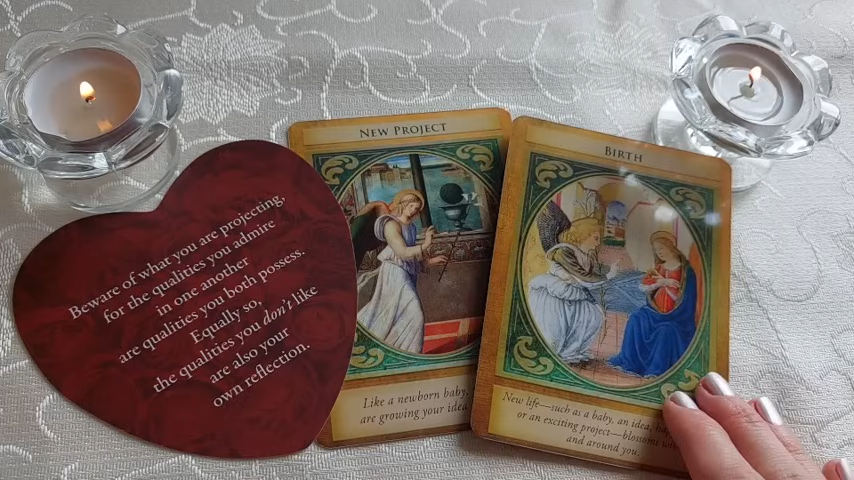 Beware of what you are projecting,
for the qualities you admire
in one another
are qualities you both possess.
Equally so,
the qualities you don't like
are also your
own reflection.
NEW PROJECT
Like a newborn baby,
are growing your idea
BIRTH
New life—such as a baby, an idea,
or an exciting project—blossoms
and around you.